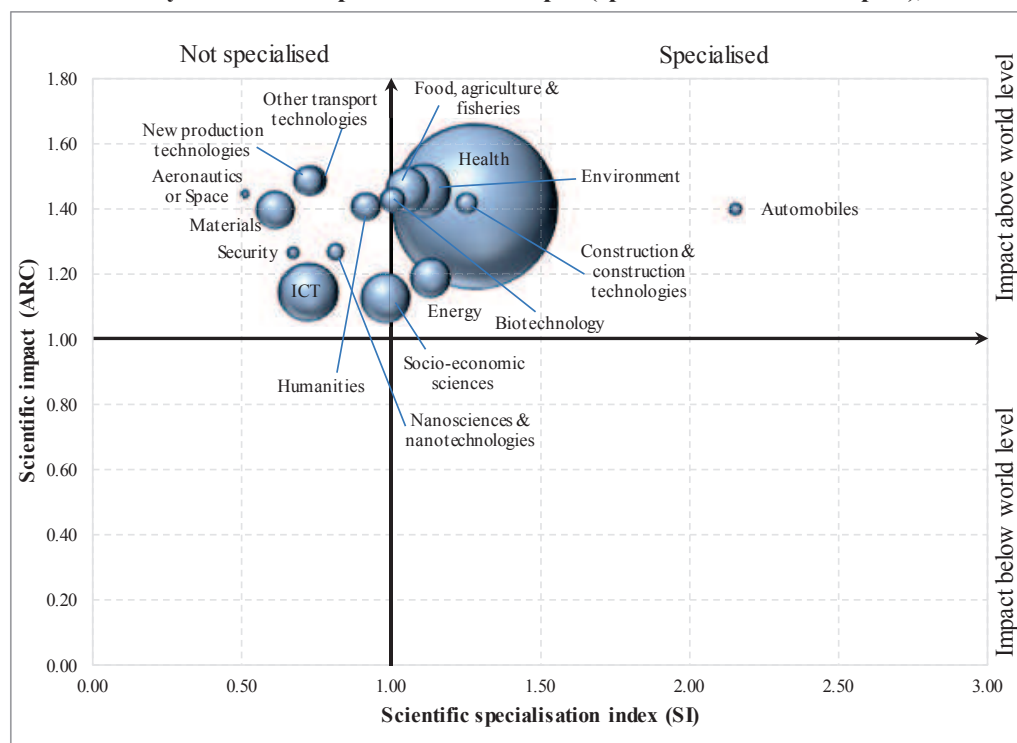 Not specialised
Specialised
Scientific impact (ARC)
1.80
1.60
1.40
1.20
1.00
0.80
0.60
0.40
0.20
0.00
Food, agriculture &
fisheries
Other transport
technologies
New production
technologies
Aeronautics
or Space
Materials
Security
ICT
Health
Environment
Automobiles
Construction &
construction
technologies
Energy
Biotechnology
Socio-economic
sciences
Humanities
Nanosciences &
nanotechnologies
Impact above world level
Impact below world level
0.00 0.50 1.00 1.50 2.00 2.50 3.00
Scientific specialisation index (SI)